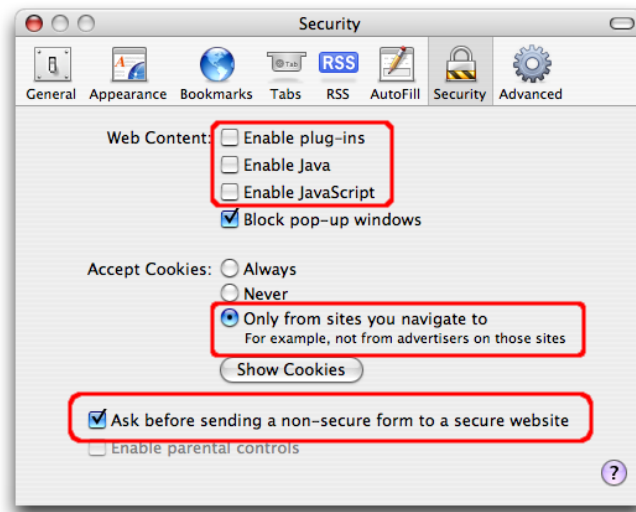 Security
General Appearance Bookmarks Tabs RSS AutoFill Security Advanced
Web Content: Enable plug-ins
Enable Java
Enable JavaScript
Block pop-up windows
Accept Cookies: Always
Never
Only from sites you navigate to
For example, not from advertisers on those sites
Show Cookies
Ask before sending a non-secure form to a secure website
Enable parental controls
?